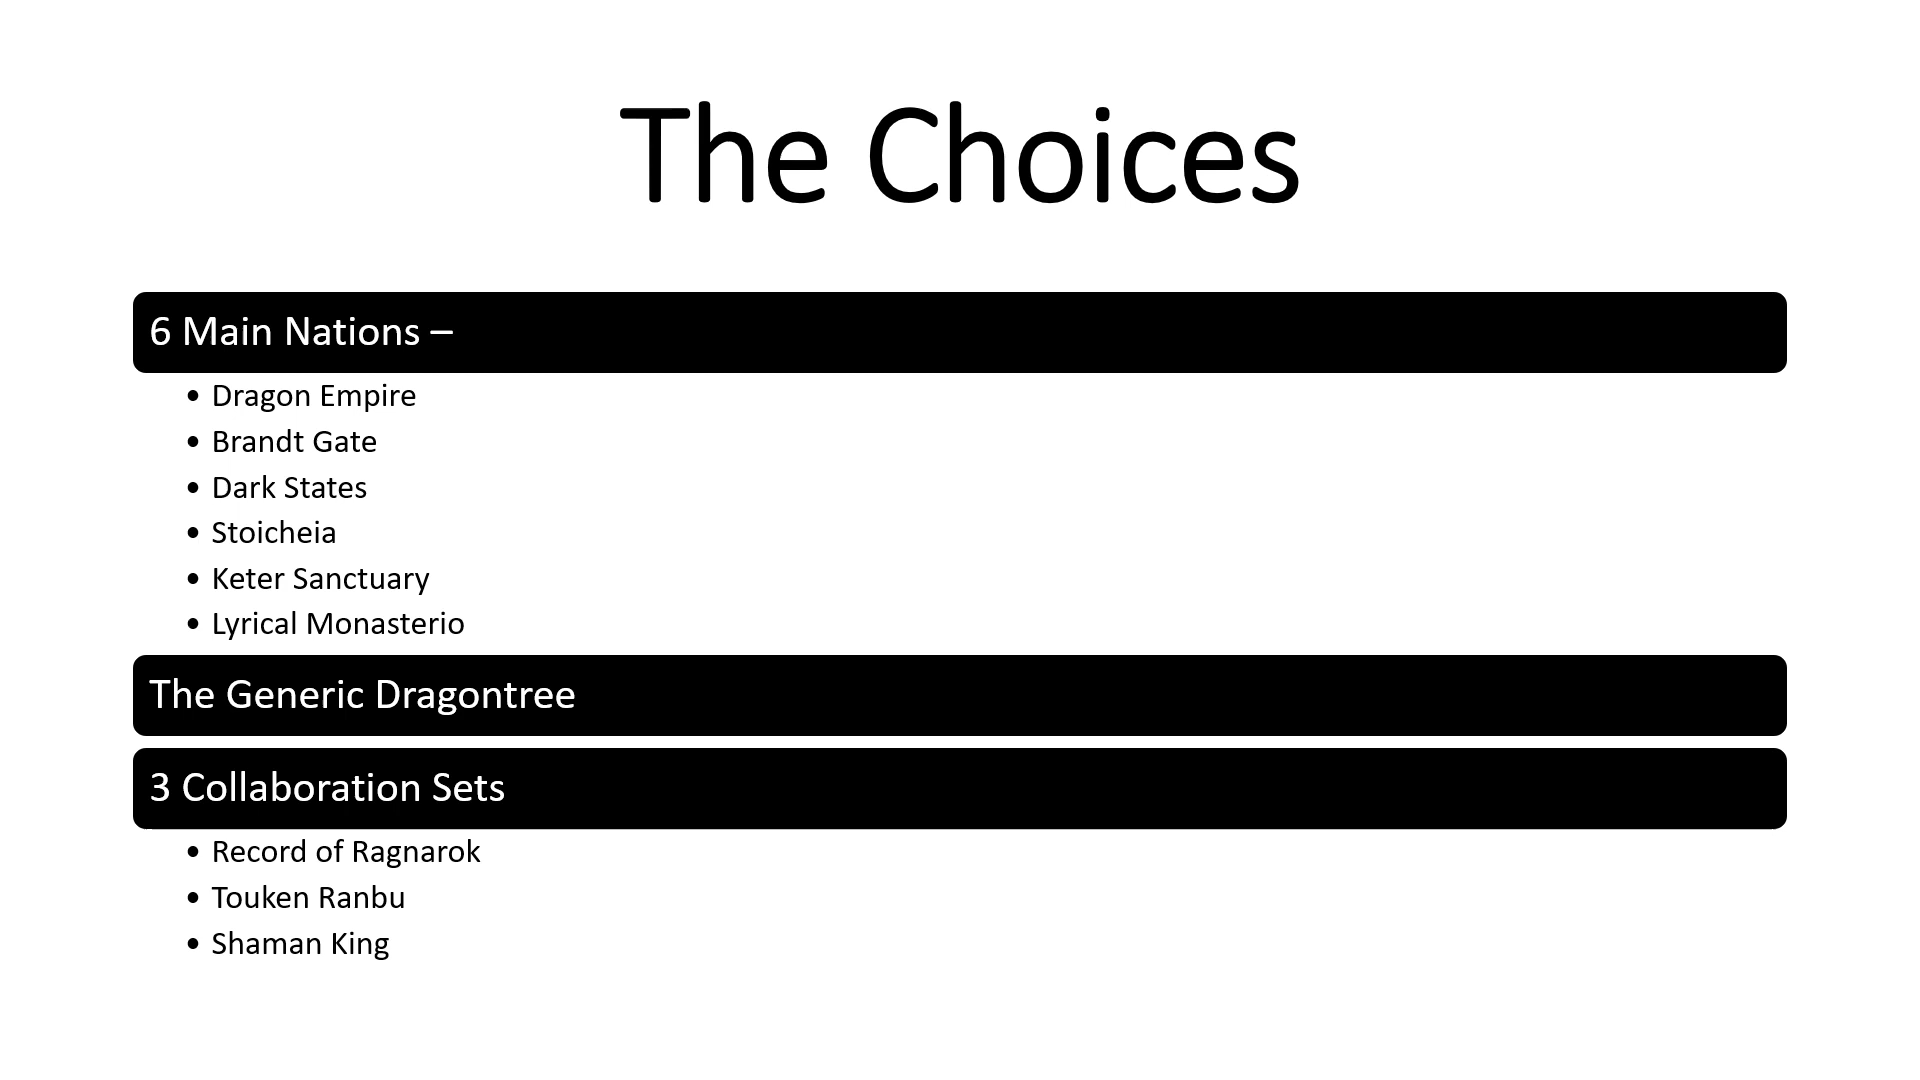 The Choices
6 Main Nations –
• Dragon Empire
• Brandt Gate
• Dark States
• Stoicheia
• Keter Sanctuary
• Lyrical Monasterio
The Generic Dragontree
3 Collaboration Sets
• Record of Ragnarok
• Touken Ranbu
• Shaman King